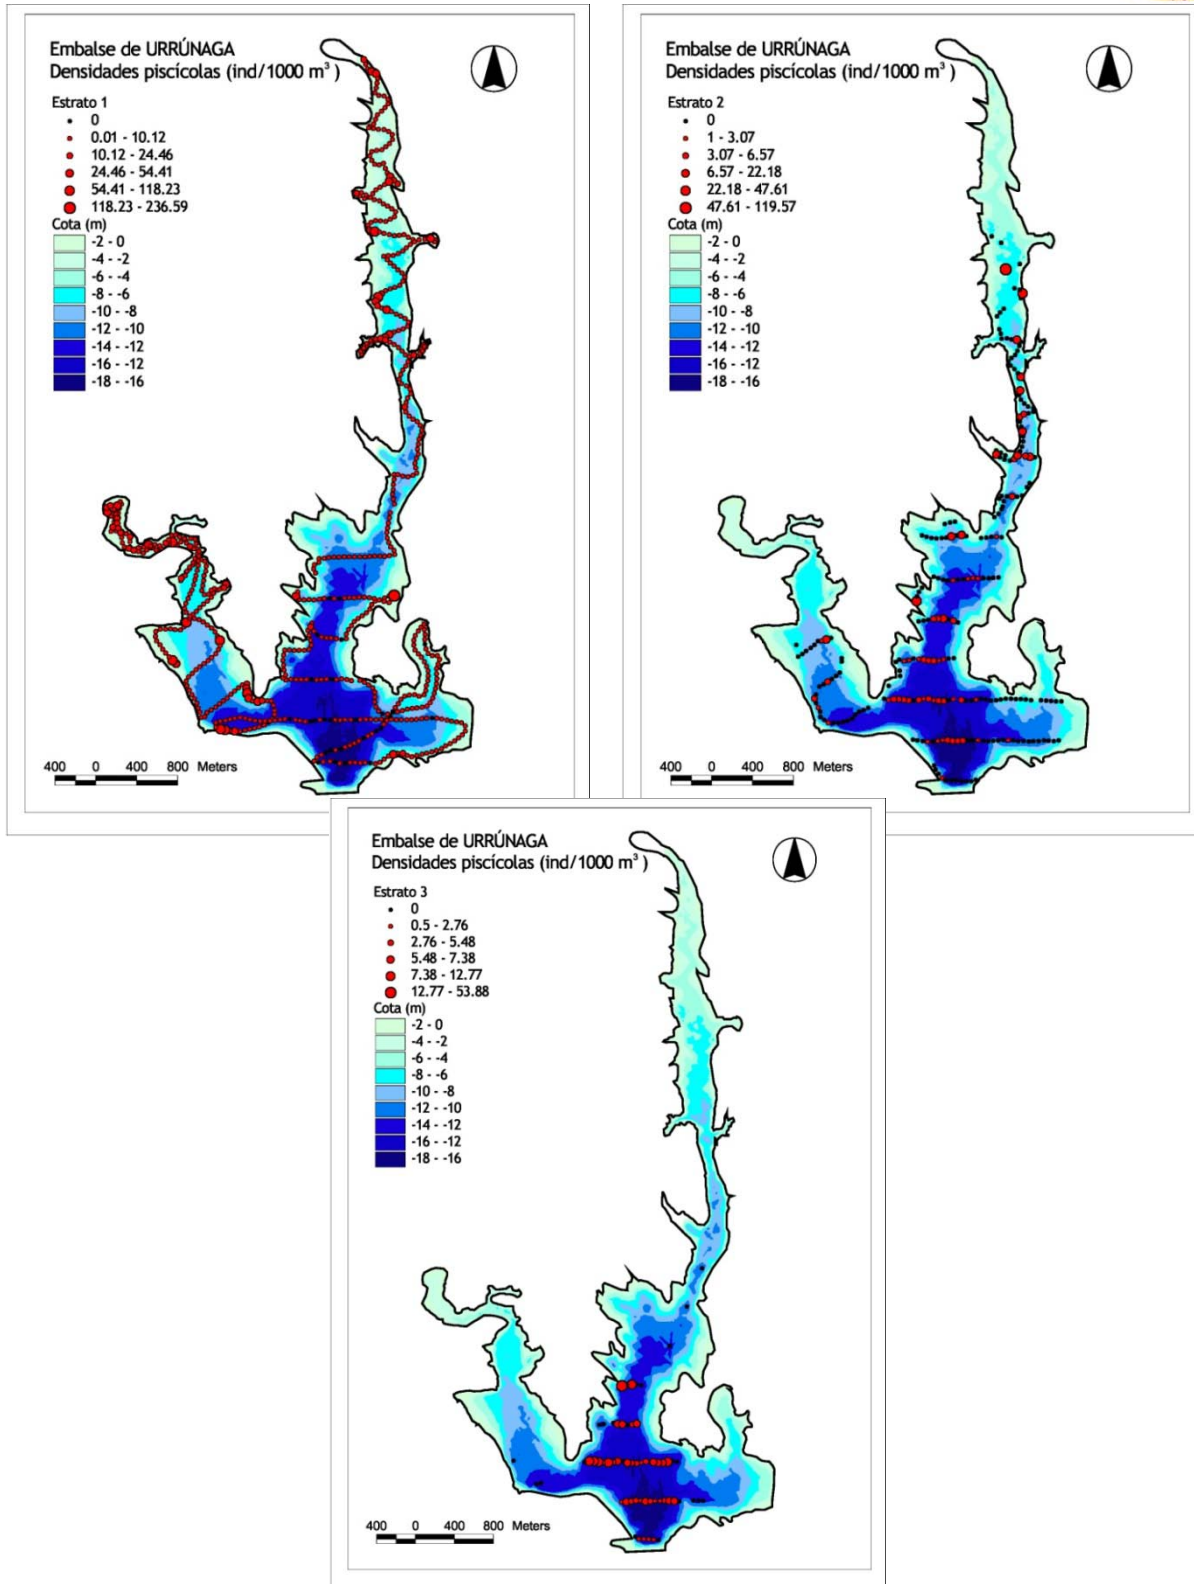 Embalse de URRÚNAGA
Densidades piscícolas (ind/1000 m³ )
Estrato 1
0
0.01 - 10.12
10.12 - 24.46
24.46 - 54.41
54.41 - 118.23
118.23 - 236.59
Cota (m)
-2 - 0
-4 - -2
-6 - -4
-8 - -6
-10 - -8
-12 - -10
-14 - -12
-16 - -12
-18 - -16
400 0 400 800 Meters
Embalse de URRÚNAGA
Densidades piscícolas (ind/1000 m³ )
Estrato 2
0
1 - 3.07
3.07 - 6.57
6.57 - 22.18
22.18 - 47.61
47.61 - 119.57
Cota (m)
-2 - 0
-4 - -2
-6 - -4
-8 - -6
-10 - -8
-12 - -10
-14 - -12
-16 - -12
-18 - -16
400 0 400 800 Meters
Embalse de URRÚNAGA
Densidades piscícolas (ind/1000 m³ )
Estrato 3
0
0.5 - 2.76
2.76 - 5.48
5.48 - 7.38
7.38 - 12.77
12.77 - 53.88
Cota (m)
-2 - 0
-4 - -2
-6 - -4
-8 - -6
-10 - -8
-12 - -10
-14 - -12
-16 - -12
-18 - -16
400 0 400 800 Meters